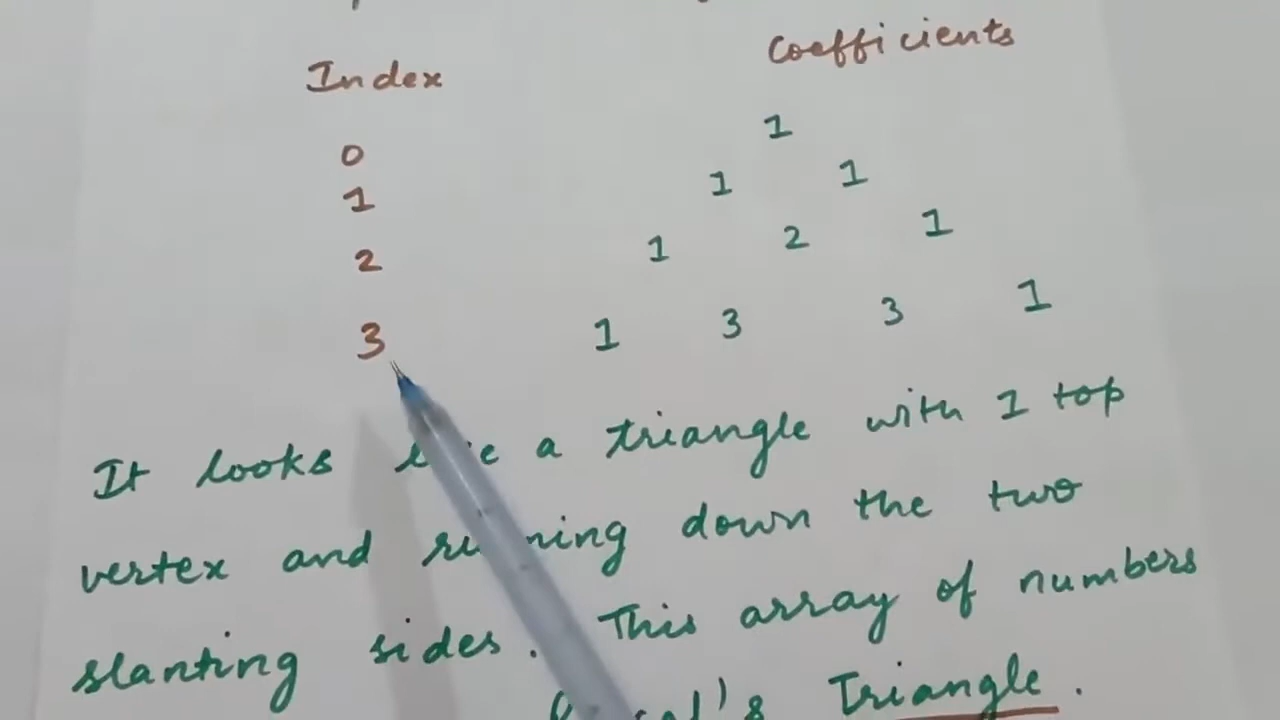 Index Coefficients
0 1
1 1 1
2 1 2 1
3 1 3 3 1
It looks a triangle with 1 top
vertex and down the two
slanting sides. This array of numbers
Triangle.